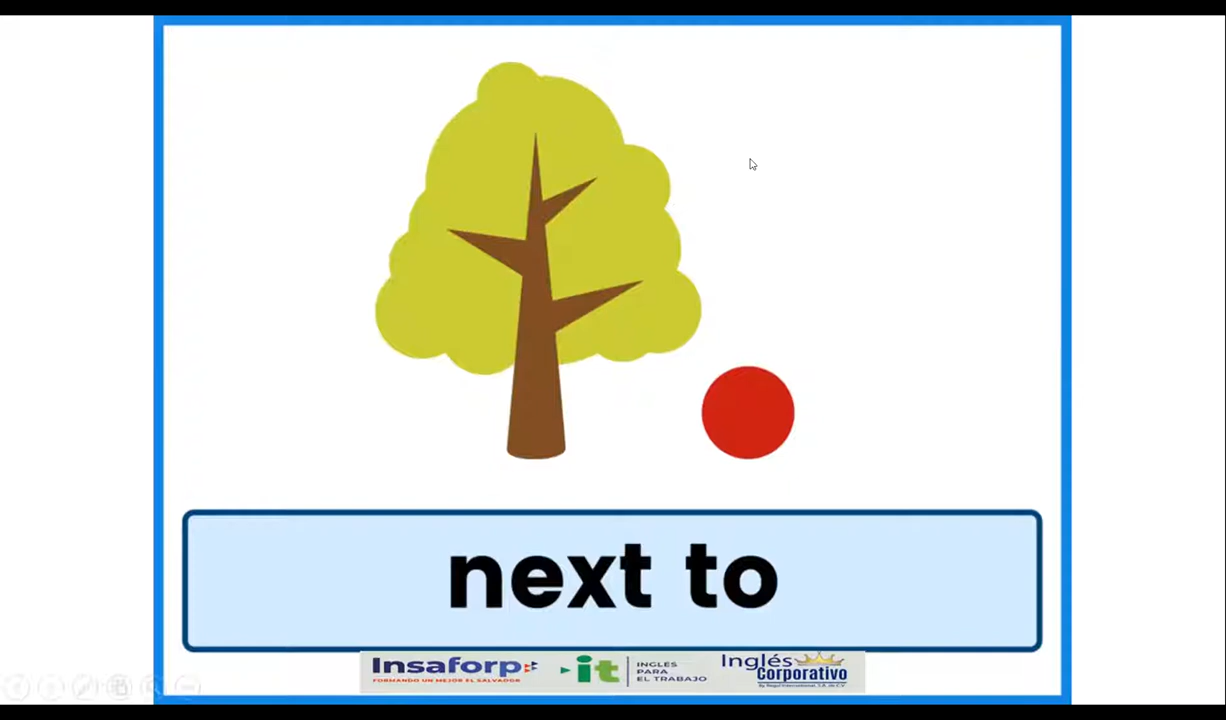 next to
Insaforp
FORMANDO UN MEJOR EL SALVADOR
it
INGLES
PARA
EL TRABAJO
Inglés
Corporativo